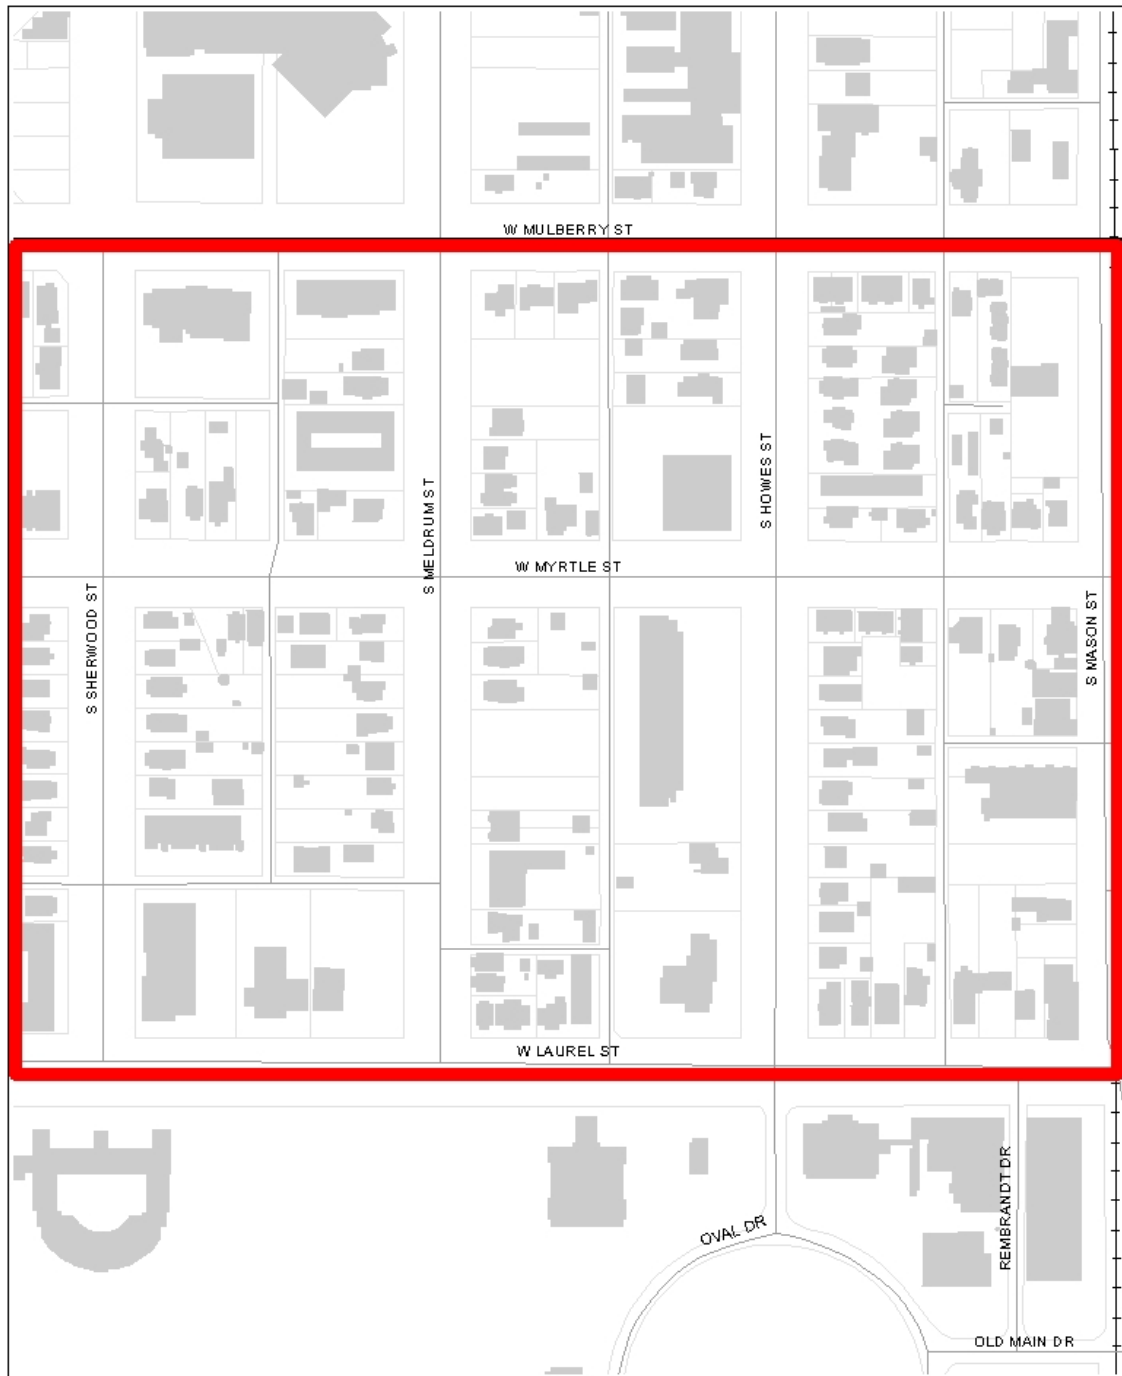 W MULBERRY ST
S HOWES ST
S MELDRUM ST
W MYRTLE ST
S SHERWOOD ST
S MASON ST
W LAUREL ST
OVAL DR
REMBRANDT DR
OLD MAIN DR